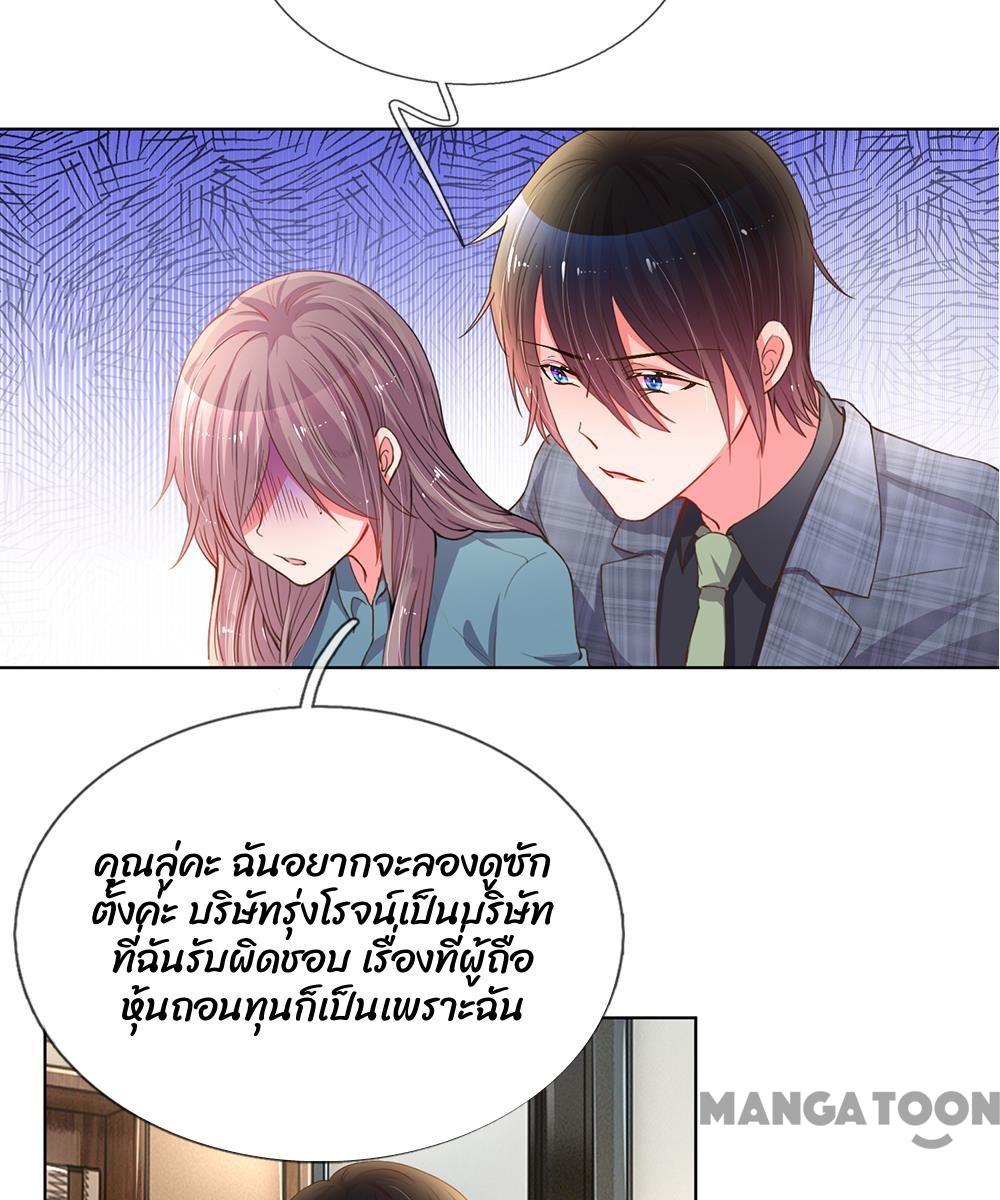 คุณลู่คะ ฉันอยากจะลองดูซัก
ตั้งค่ะ บริษัทรุ่งโรจน์เป็นบริษัท
ที่ฉันรับผิดชอบ เรื่องที่ผู้ถือ
หุ้นถอนทุนก็เป็นเพราะฉัน
MANGATOON